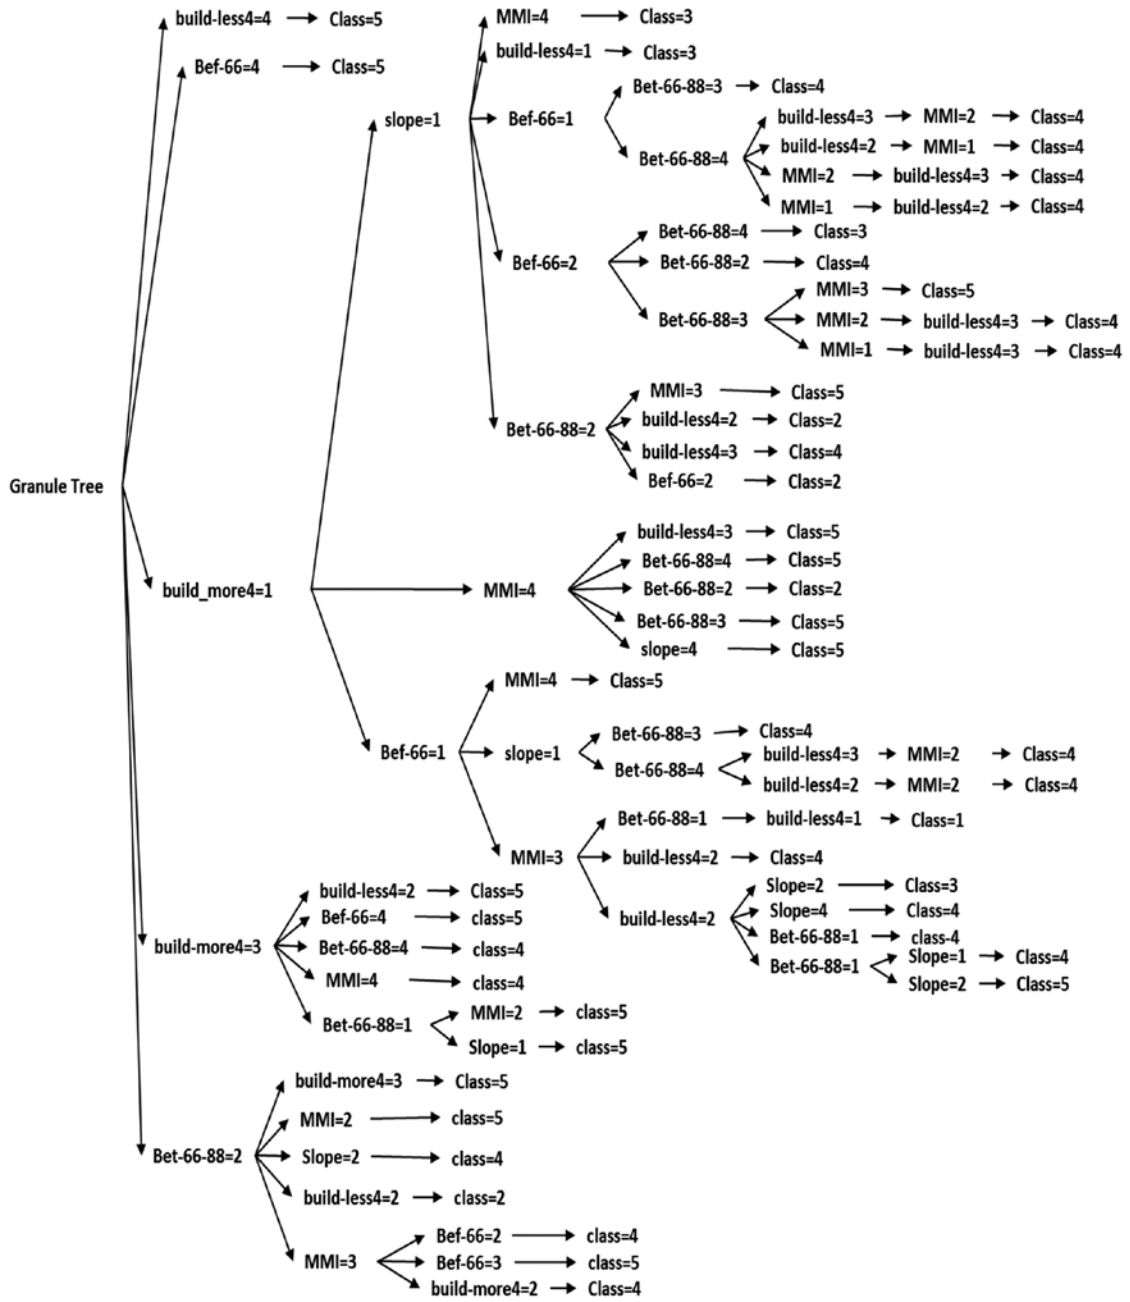 build-less4=4 Class=5
Bef-66=4 Class=5
slope=1
MMI=4 Class=3
build-less4=1 Class=3
Bef-66=1
Bet-66-88=3 Class=4
Bet-66-88=4
build-less4=3 MMI=2 Class=4
build-less4=2 MMI=1 Class=4
MMI=2 build-less4=3 Class=4
MMI=1 build-less4=2 Class=4
Bef-66=2
Bet-66-88=4 Class=3
Bet-66-88=2 Class=4
Bet-66-88=3
MMI=3 Class=5
MMI=2 build-less4=3 Class=4
MMI=1 build-less4=3 Class=4
Bet-66-88=2
MMI=3 Class=5
build-less4=2 Class=2
build-less4=3 Class=4
Bef-66=2 Class=2
Granule Tree
build_more4=1
MMI=4
build-less4=3 Class=5
Bet-66-88=4 Class=5
Bet-66-88=2 Class=2
Bet-66-88=3 Class=5
slope=4 Class=5
Bef-66=1
MMI=4 Class=5
slope=1
Bet-66-88=3 Class=4
Bet-66-88=4
build-less4=3 MMI=2 Class=4
build-less4=2 MMI=2 Class=4
MMI=3
Bet-66-88=1 build-less4=1 Class=1
build-less4=2 Class=4
build-less4=2
Slope=2 Class=3
Slope=4 Class=4
Bet-66-88=1 class-4
Bet-66-88=1
Slope=1 Class=4
Slope=2 Class=5
build-more4=3
build-less4=2 Class=5
Bef-66=4 class=5
Bet-66-88=4 class=4
MMI=4 class=4
Bet-66-88=1
MMI=2 class=5
Slope=1 class=5
Bet-66-88=2
build-more4=3 Class=5
MMI=2 class=5
Slope=2 class=4
build-less4=2 class=2
MMI=3
Bef-66=2 class=4
Bef-66=3 class=5
build-more4=2 Class=4